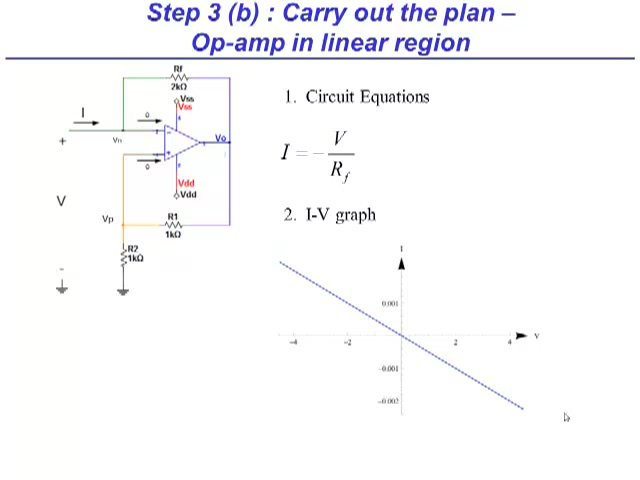 Step 3 (b) : Carry out the plan –
Op-amp in linear region
Rf
2kΩ
Vss
Vss
I
0
+
Vn
Vo
0
Vdd
Vdd
V
Vp
R1
1kΩ
R2
1kΩ
-
1. Circuit Equations
I = - V / R_f
2. I-V graph
I
0.001
-4
-2
2
4
V
-0.001
-0.002